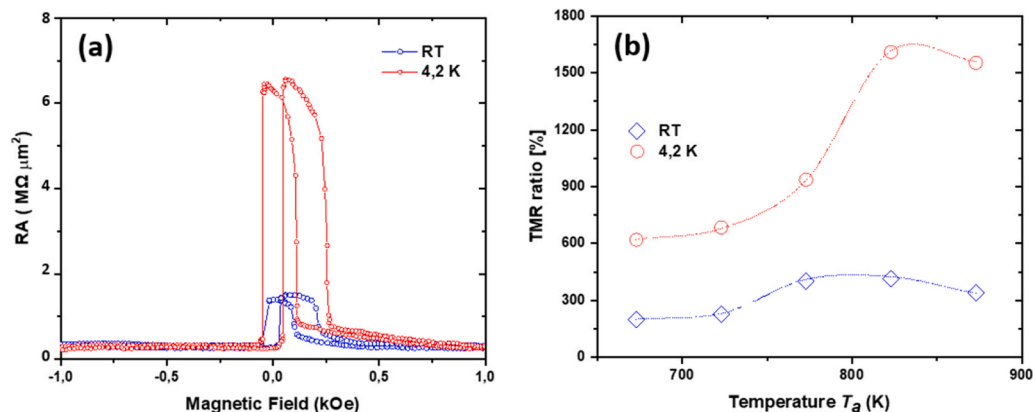 (a)
RT
4,2 K
8
6
4
2
0
-1,0
-0,5
0,0
0,5
1,0
RA ( MΩ μm²)
Magnetic Field (kOe)
(b)
RT
4,2 K
1800
1500
1200
900
600
300
0
700
800
900
TMR ratio [%]
Temperature Tₐ (K)